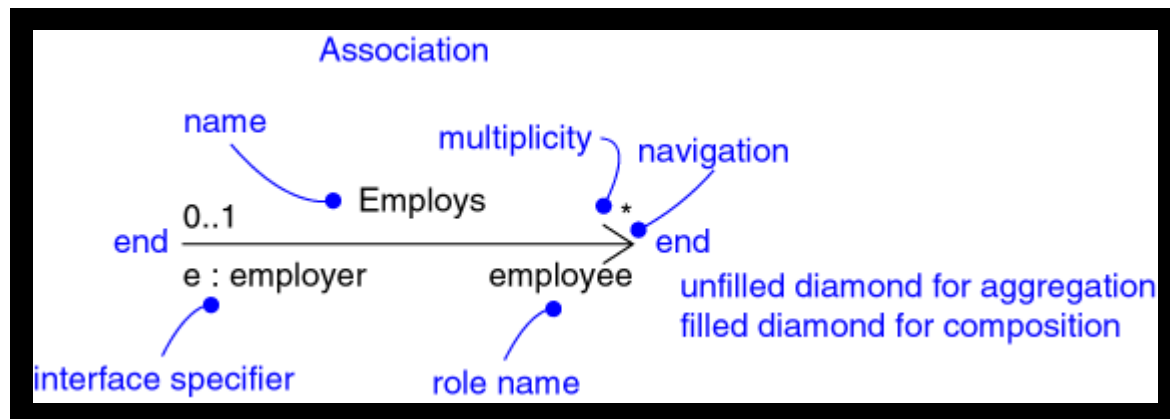 Association
name
multiplicity
navigation
Employs
0..1
*
end
end
e : employer
employee
unfilled diamond for aggregation
filled diamond for composition
interface specifier
role name